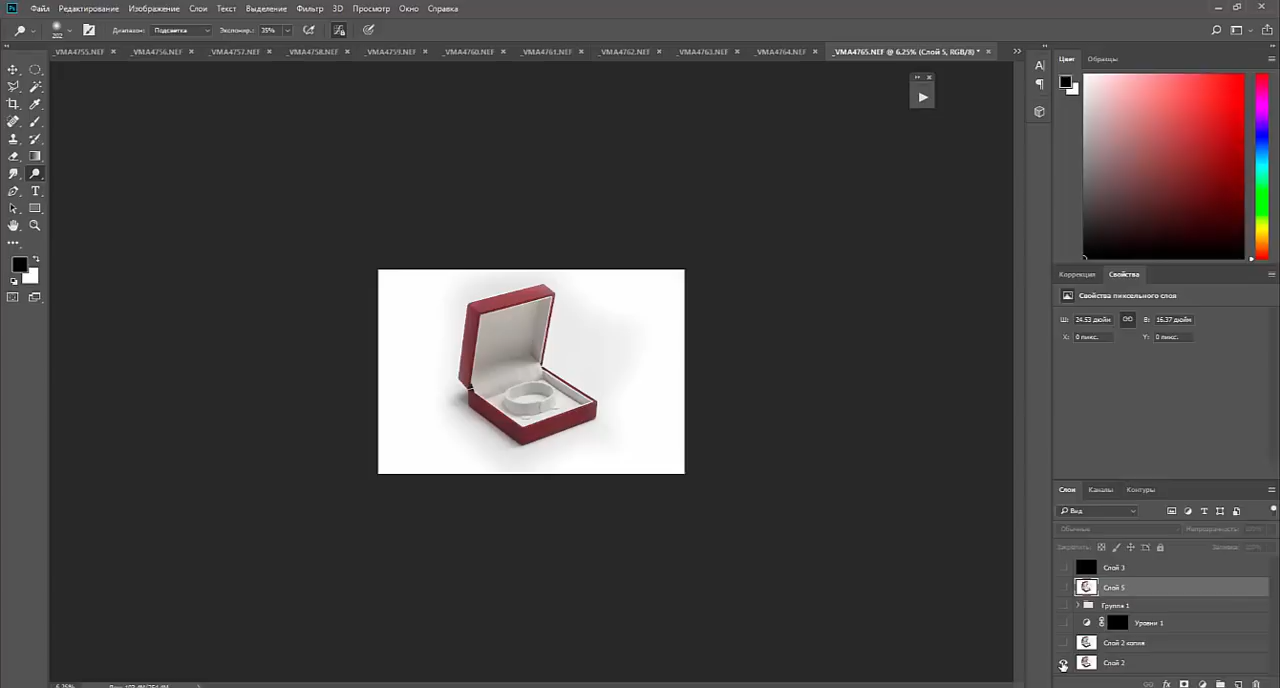 Ps Файл Редактирование Изображение Слои Текст Выделение Фильтр 3D Просмотр Окно Справка
202 Диапазон: Подсветка Экспонир.: 35%
_VMA4755.NEF × _VMA4756.NEF × _VMA4757.NEF × _VMA4758.NEF × _VMA4759.NEF × _VMA4760.NEF × _VMA4761.NEF × _VMA4762.NEF × _VMA4763.NEF × _VMA4764.NEF × _VMA4765.NEF @ 6.25% (Слой 5, RGB/8) * ×
Цвет Образцы
Коррекция Свойства
Свойства пиксельного слоя
Ш: 24.53 дюйм В: 16.37 дюйм
X: 0 пикс. Y: 0 пикс.
Слои Каналы Контуры
Вид
Обычные Непрозрачность:
Закрепить: Заливка:
Слой 3
Слой 5
Группа 1
Уровни 1
Слой 2 копия
Слой 2
6.25%